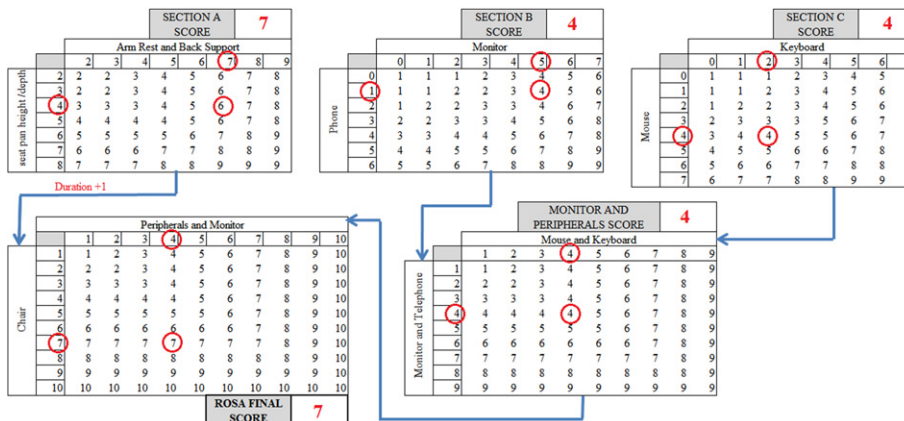 SECTION A SCORE 7
Arm Rest and Back Support
2 3 4 5 6 7 8 9
seat pan height/depth
2 2 2 3 4 5 6 7 8
3 2 2 3 4 5 6 7 8
4 3 3 3 4 5 6 7 8
5 4 4 4 4 5 6 7 8
6 5 5 5 5 6 7 8 9
7 6 6 6 7 7 8 8 9
8 7 7 7 8 8 9 9 9
SECTION B SCORE 4
Monitor
0 1 2 3 4 5 6 7
Phone
0 1 1 1 2 3 4 5 6
1 1 1 2 2 3 4 5 6
2 1 2 2 3 3 4 6 7
3 2 2 3 3 4 5 6 8
4 3 3 4 4 5 6 7 8
5 4 4 5 5 6 7 8 9
6 5 5 6 7 8 8 9 9
SECTION C SCORE 4
Keyboard
0 1 2 3 4 5 6
Mouse
0 1 1 1 2 3 4 5
1 1 1 2 3 4 5 6
2 1 2 2 3 4 5 6
3 2 3 3 3 5 6 7
4 3 4 4 5 5 6 7
5 4 5 5 6 6 7 8
6 5 6 6 7 7 8 8
7 6 7 7 8 8 9 9
Duration +1
Peripherals and Monitor
1 2 3 4 5 6 7 8 9 10
Chair
1 1 2 3 4 5 6 7 8 9 10
2 2 2 3 4 5 6 7 8 9 10
3 3 3 3 4 5 6 7 8 9 10
4 4 4 4 4 5 6 7 8 9 10
5 5 5 5 5 5 6 7 8 9 10
6 6 6 6 6 6 6 7 8 9 10
7 7 7 7 7 7 7 7 8 9 10
8 8 8 8 8 8 8 8 8 9 10
9 9 9 9 9 9 9 9 9 9 10
10 10 10 10 10 10 10 10 10 10 10
ROSA FINAL SCORE 7
MONITOR AND PERIPHERALS SCORE 4
Mouse and Keyboard
1 2 3 4 5 6 7 8 9
Monitor and Telephone
1 1 2 3 4 5 6 7 8 9
2 2 2 3 4 5 6 7 8 9
3 3 3 3 4 5 6 7 8 9
4 4 4 4 4 5 6 7 8 9
5 5 5 5 5 5 6 7 8 9
6 6 6 6 6 6 6 7 8 9
7 7 7 7 7 7 7 7 8 9
8 8 8 8 8 8 8 8 8 9
9 9 9 9 9 9 9 9 9 9